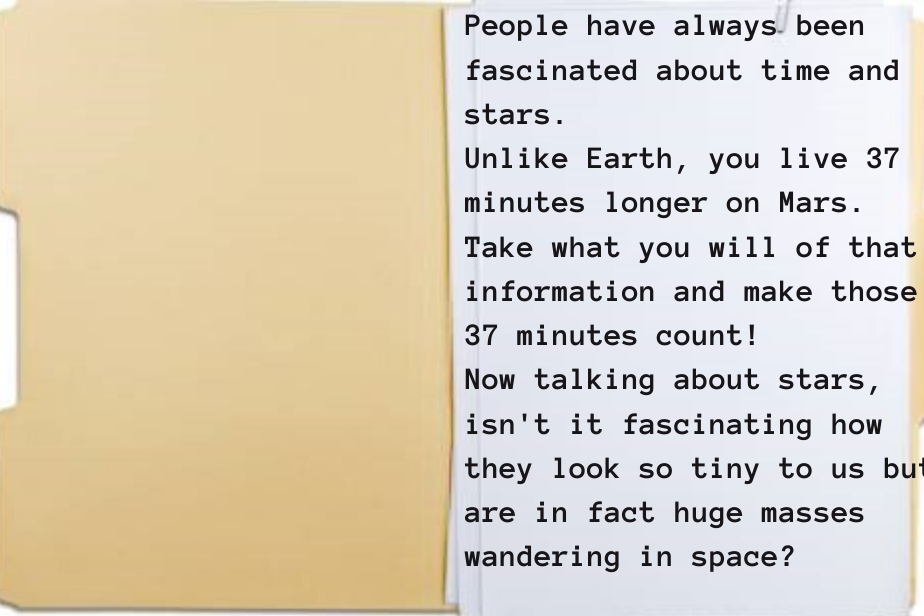 People have always been
fascinated about time and
stars.
Unlike Earth, you live 37
minutes longer on Mars.
Take what you will of that
information and make those
37 minutes count!
Now talking about stars,
isn't it fascinating how
they look so tiny to us but
are in fact huge masses
wandering in space?